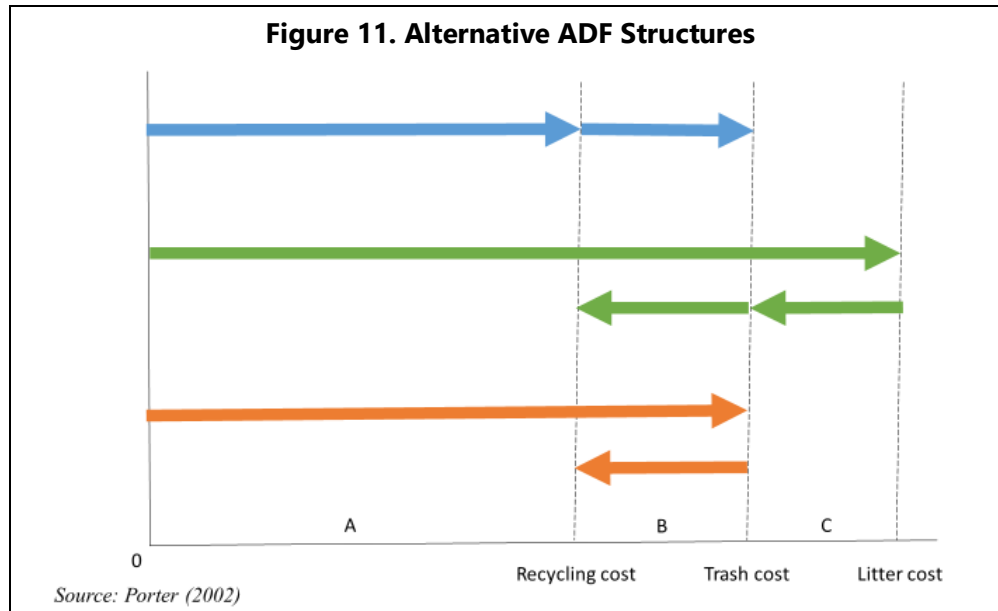 Figure 11. Alternative ADF Structures
A B C
0
Recycling cost Trash cost Litter cost
Source: Porter (2002)